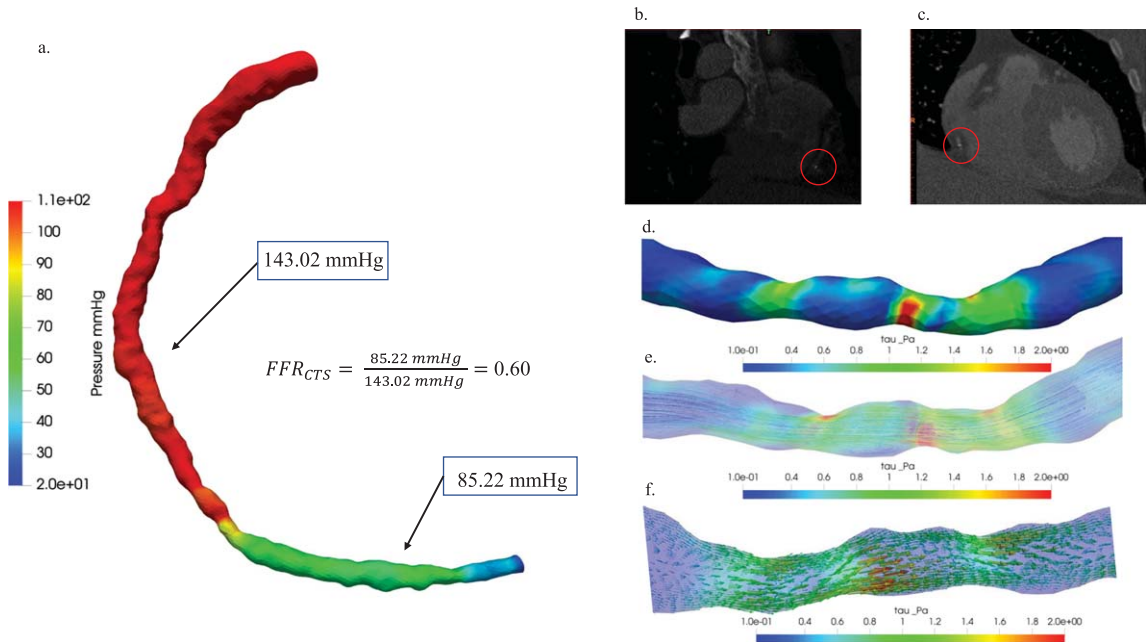 a.
1.1e+02
100
90
80
70
60
50
40
30
2.0e+01
Pressure mmHg
143.02 mmHg
FFR_CTS = 85.22 mmHg / 143.02 mmHg = 0.60
85.22 mmHg
b.
c.
d.
tau _Pa
1.0e-01 0.4 0.6 0.8 1 1.2 1.4 1.6 1.8 2.0e+00
e.
tau _Pa
1.0e-01 0.4 0.6 0.8 1 1.2 1.4 1.6 1.8 2.0e+00
f.
tau _Pa
1.0e-01 0.4 0.6 0.8 1 1.2 1.4 1.6 2.0e+00